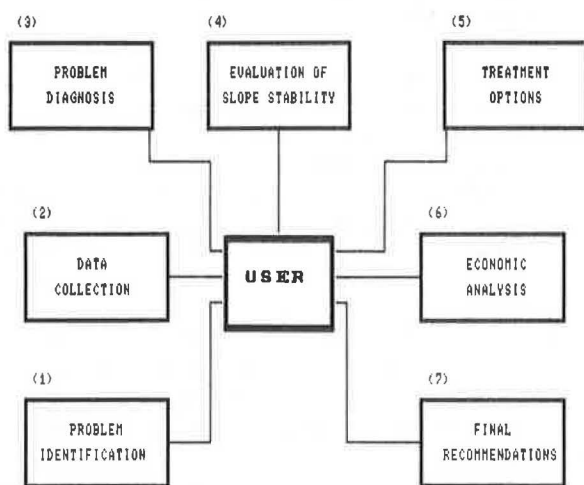 (3)
PROBLEM
DIAGNOSIS
(4)
EVALUATION OF
SLOPE STABILITY
(5)
TREATMENT
OPTIONS
(2)
DATA
COLLECTION
USER
(6)
ECONOMIC
ANALYSIS
(1)
PROBLEM
IDENTIFICATION
(7)
FINAL
RECOMMENDATIONS